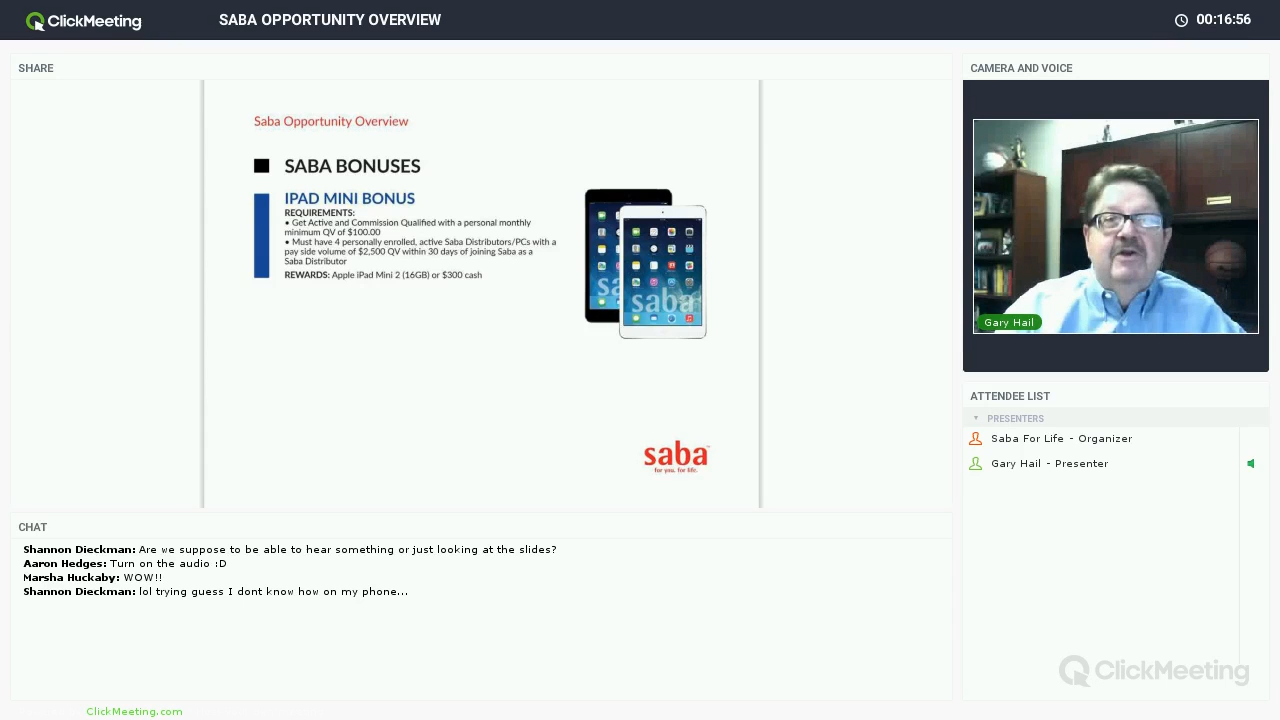 ClickMeeting
SABA OPPORTUNITY OVERVIEW
00:16:56
SHARE
Saba Opportunity Overview
SABA BONUSES
IPAD MINI BONUS
REQUIREMENTS:
• Get Active and Commission Qualified with a personal monthly
minimum QV of $100.00
• Must have 4 personally enrolled, active Saba Distributors/PCs with a
pay side volume of $2,500 QV within 30 days of joining Saba as a
Saba Distributor
REWARDS: Apple iPad Mini 2 (16GB) or $300 cash
saba
saba
for you. for life.
CAMERA AND VOICE
Gary Hail
ATTENDEE LIST
PRESENTERS
Saba For Life - Organizer
Gary Hail - Presenter
ClickMeeting
CHAT
Shannon Dieckman: Are we suppose to be able to hear something or just looking at the slides?
Aaron Hedges: Turn on the audio :D
Marsha Huckaby: WOW!!
Shannon Dieckman: lol trying guess I dont know how on my phone...
ClickMeeting.com